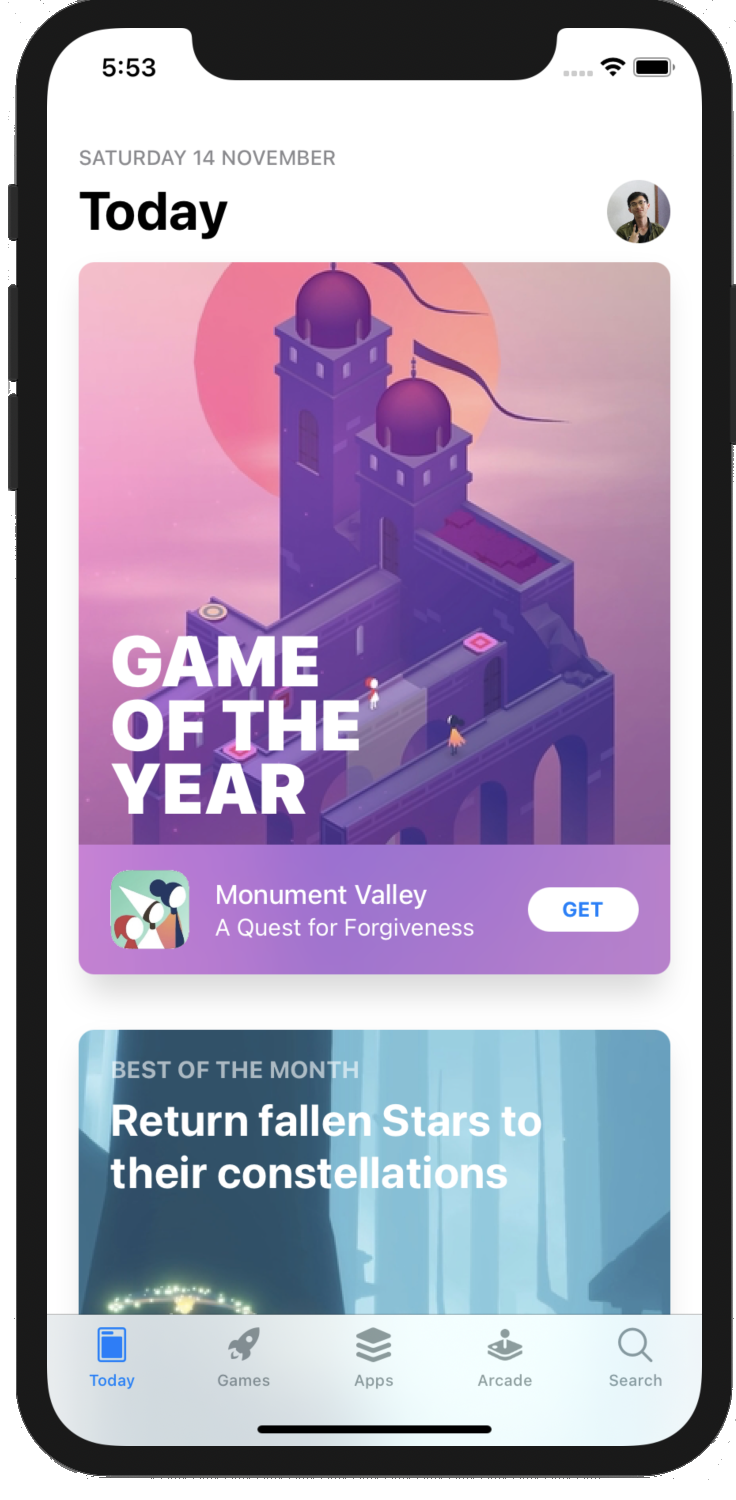 5:53
SATURDAY 14 NOVEMBER
Today
GAME
OF THE
YEAR
Monument Valley
A Quest for Forgiveness
GET
BEST OF THE MONTH
Return fallen Stars to
their constellations
Today
Games
Apps
Arcade
Search